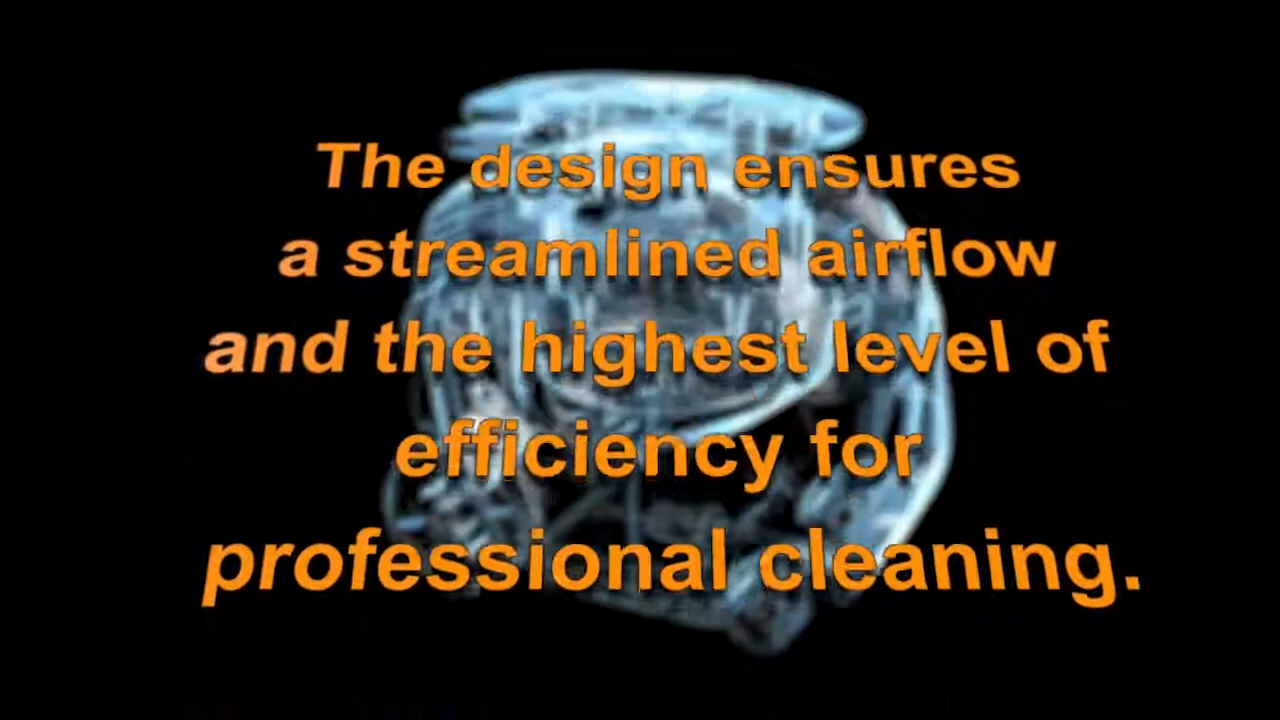 The design ensures
a streamlined airflow
and the highest level of
efficiency for
professional cleaning.